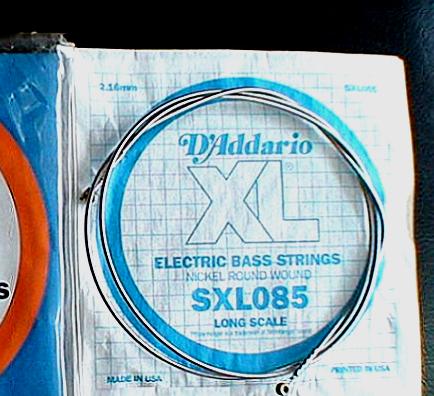 2.16mm SXL085
D'Addario
XL®
ELECTRIC BASS STRINGS
NICKEL ROUND WOUND
SXL085
LONG SCALE
MADE IN USA PRINTED IN USA
S